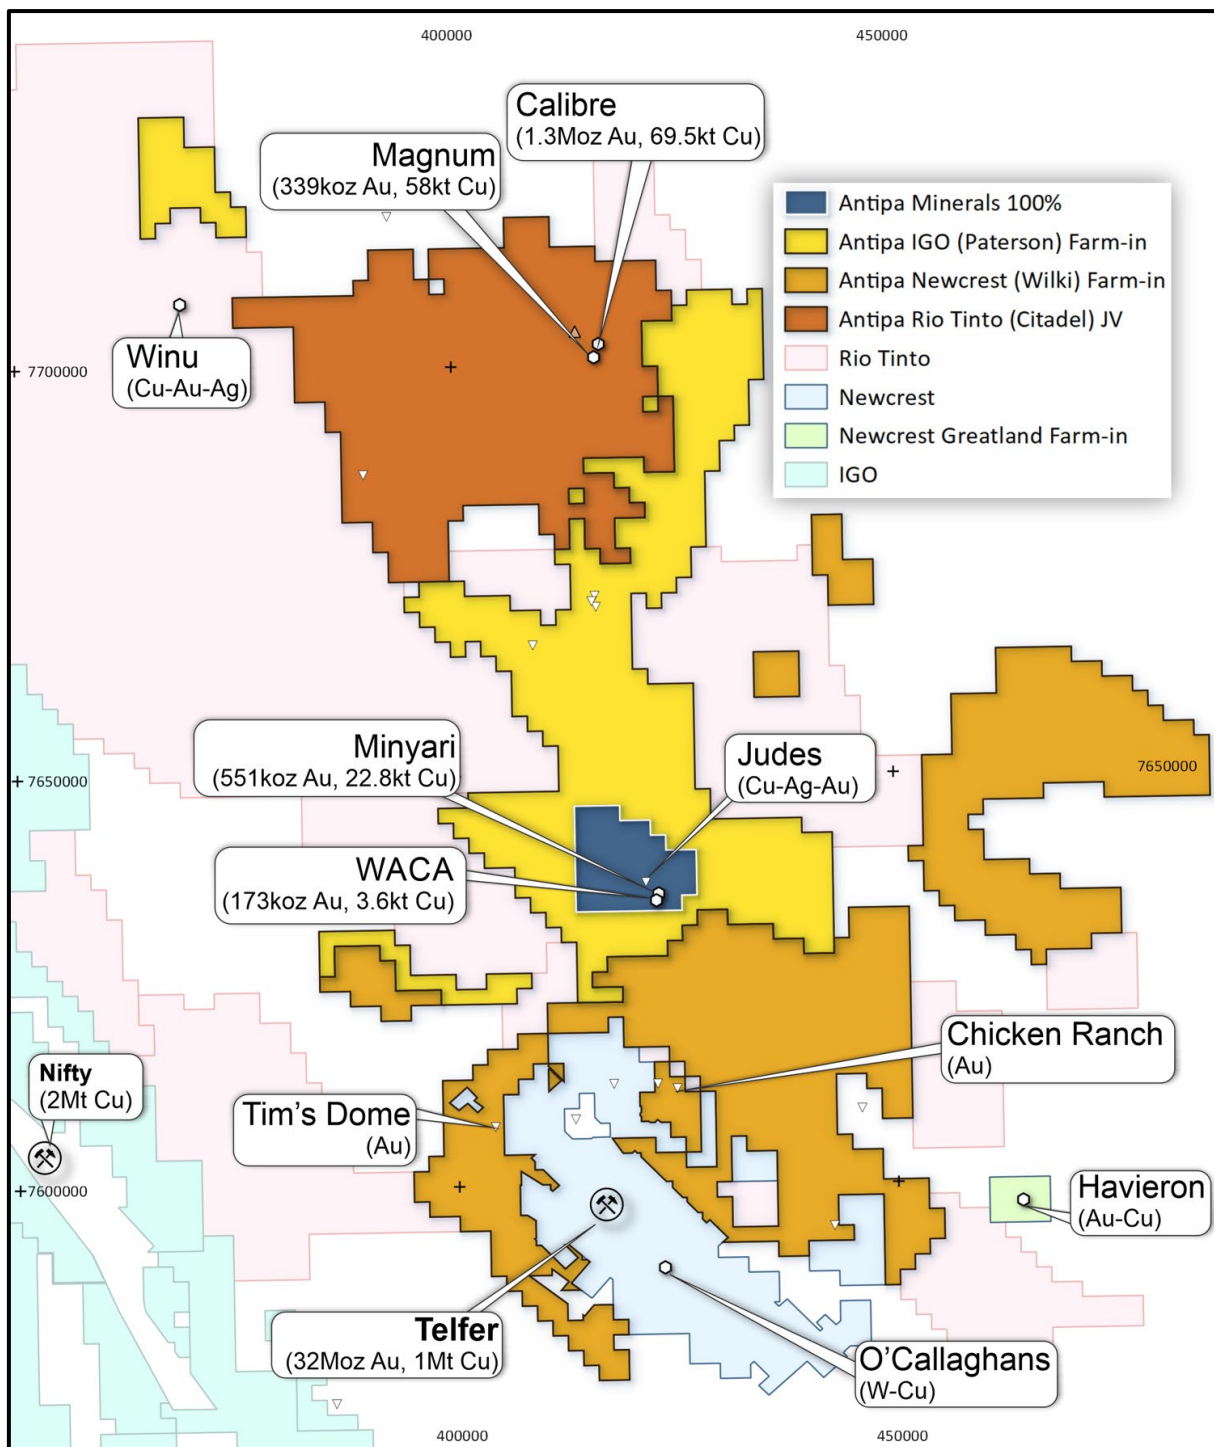 400000
450000
Calibre
(1.3Moz Au, 69.5kt Cu)
Magnum
(339koz Au, 58kt Cu)
Antipa Minerals 100%
Antipa IGO (Paterson) Farm-in
Antipa Newcrest (Wilki) Farm-in
Antipa Rio Tinto (Citadel) JV
Rio Tinto
Newcrest
Newcrest Greatland Farm-in
IGO
Winu
(Cu-Au-Ag)
7700000
Minyari
(551koz Au, 22.8kt Cu)
Judes
(Cu-Ag-Au)
7650000
7650000
WACA
(173koz Au, 3.6kt Cu)
Chicken Ranch
(Au)
Nifty
(2Mt Cu)
Tim's Dome
(Au)
7600000
Havieron
(Au-Cu)
Telfer
(32Moz Au, 1Mt Cu)
O'Callaghans
(W-Cu)
400000
450000